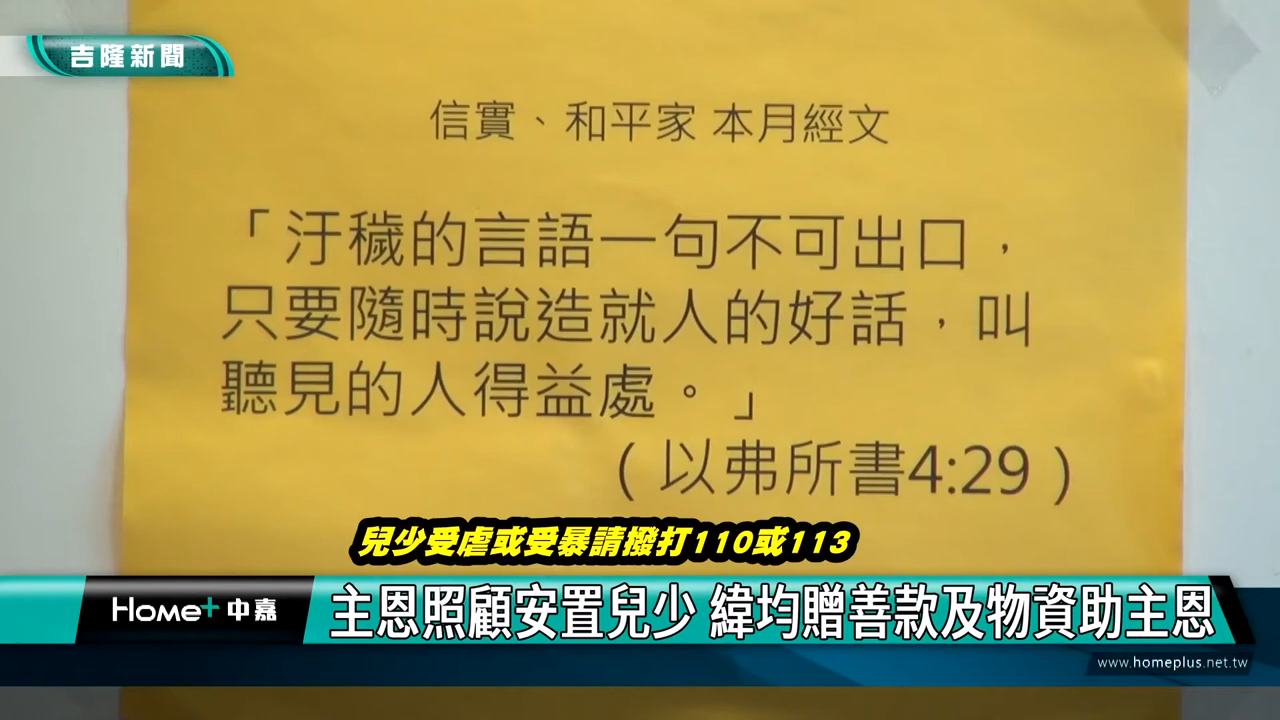 吉隆新聞
信實、和平家 本月經文
「汙穢的言語一句不可出口，
只要隨時說造就人的好話，叫
聽見的人得益處。」
（以弗所書4:29）
兒少受虐或受暴請撥打110或113
Home+中嘉
主恩照顧安置兒少 緯均贈善款及物資助主恩
www.homeplus.net.tw